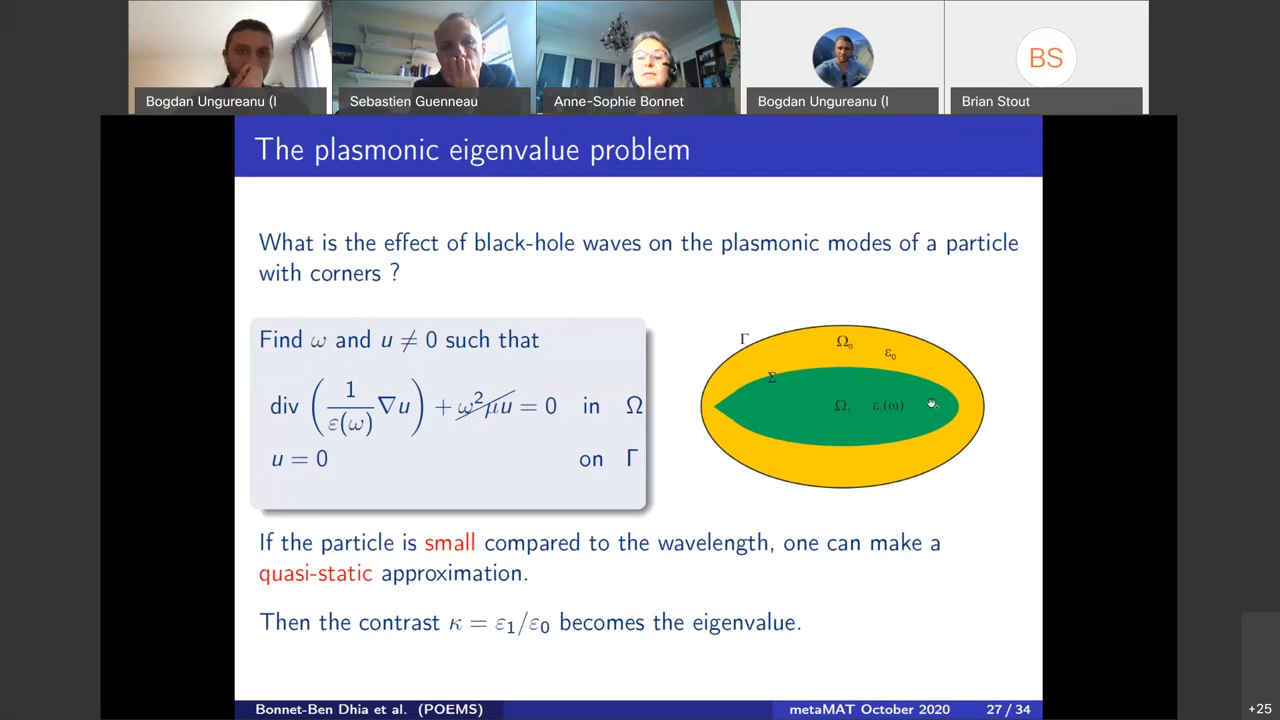 Bogdan Ungureanu (I
Sebastien Guenneau
Anne-Sophie Bonnet
Bogdan Ungureanu (I
BS
Brian Stout
The plasmonic eigenvalue problem
What is the effect of black-hole waves on the plasmonic modes of a particle
with corners ?
Find ω and u ≠ 0 such that
div (1/ε(ω) ∇u) + ω²μu = 0 in Ω
u = 0 on Γ
Γ
Ω₀
ε₀
Σ
Ω₁ ε₁(ω)
If the particle is small compared to the wavelength, one can make a
quasi-static approximation.
Then the contrast κ = ε₁/ε₀ becomes the eigenvalue.
Bonnet-Ben Dhia et al. (POEMS)
metaMAT October 2020
27 / 34
+25